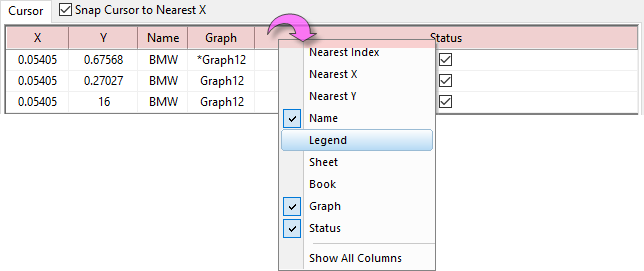 Cursor Snap Cursor to Nearest X
X Y Name Graph Status
0.05405 0.67568 BMW *Graph12
0.05405 0.27027 BMW Graph12
0.05405 16 BMW Graph12
Nearest Index
Nearest X
Nearest Y
Name
Legend
Sheet
Book
Graph
Status
Show All Columns